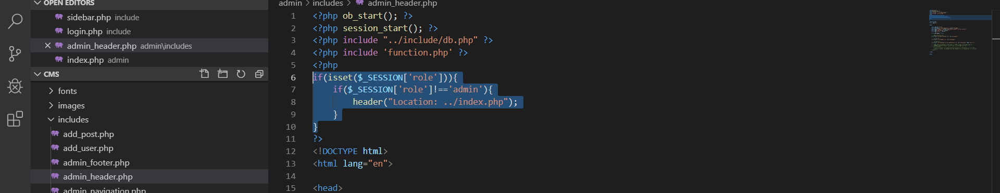 OPEN EDITORS
sidebar.php include
login.php include
admin_header.php admin\includes
index.php admin
CMS
fonts
images
includes
add_post.php
add_user.php
admin_footer.php
admin_header.php
admin_navigation.php
admin > includes > admin_header.php
1 <?php ob_start(); ?>
2 <?php session_start(); ?>
3 <?php include "../include/db.php" ?>
4 <?php include 'function.php' ?>
5 <?php
6 if(isset($_SESSION['role'])){
7 if($_SESSION['role']!=='admin'){
8 header("Location: ../index.php");
9 }
10 }
11 ?>
12 <!DOCTYPE html>
13 <html lang="en">
14
15 <head>